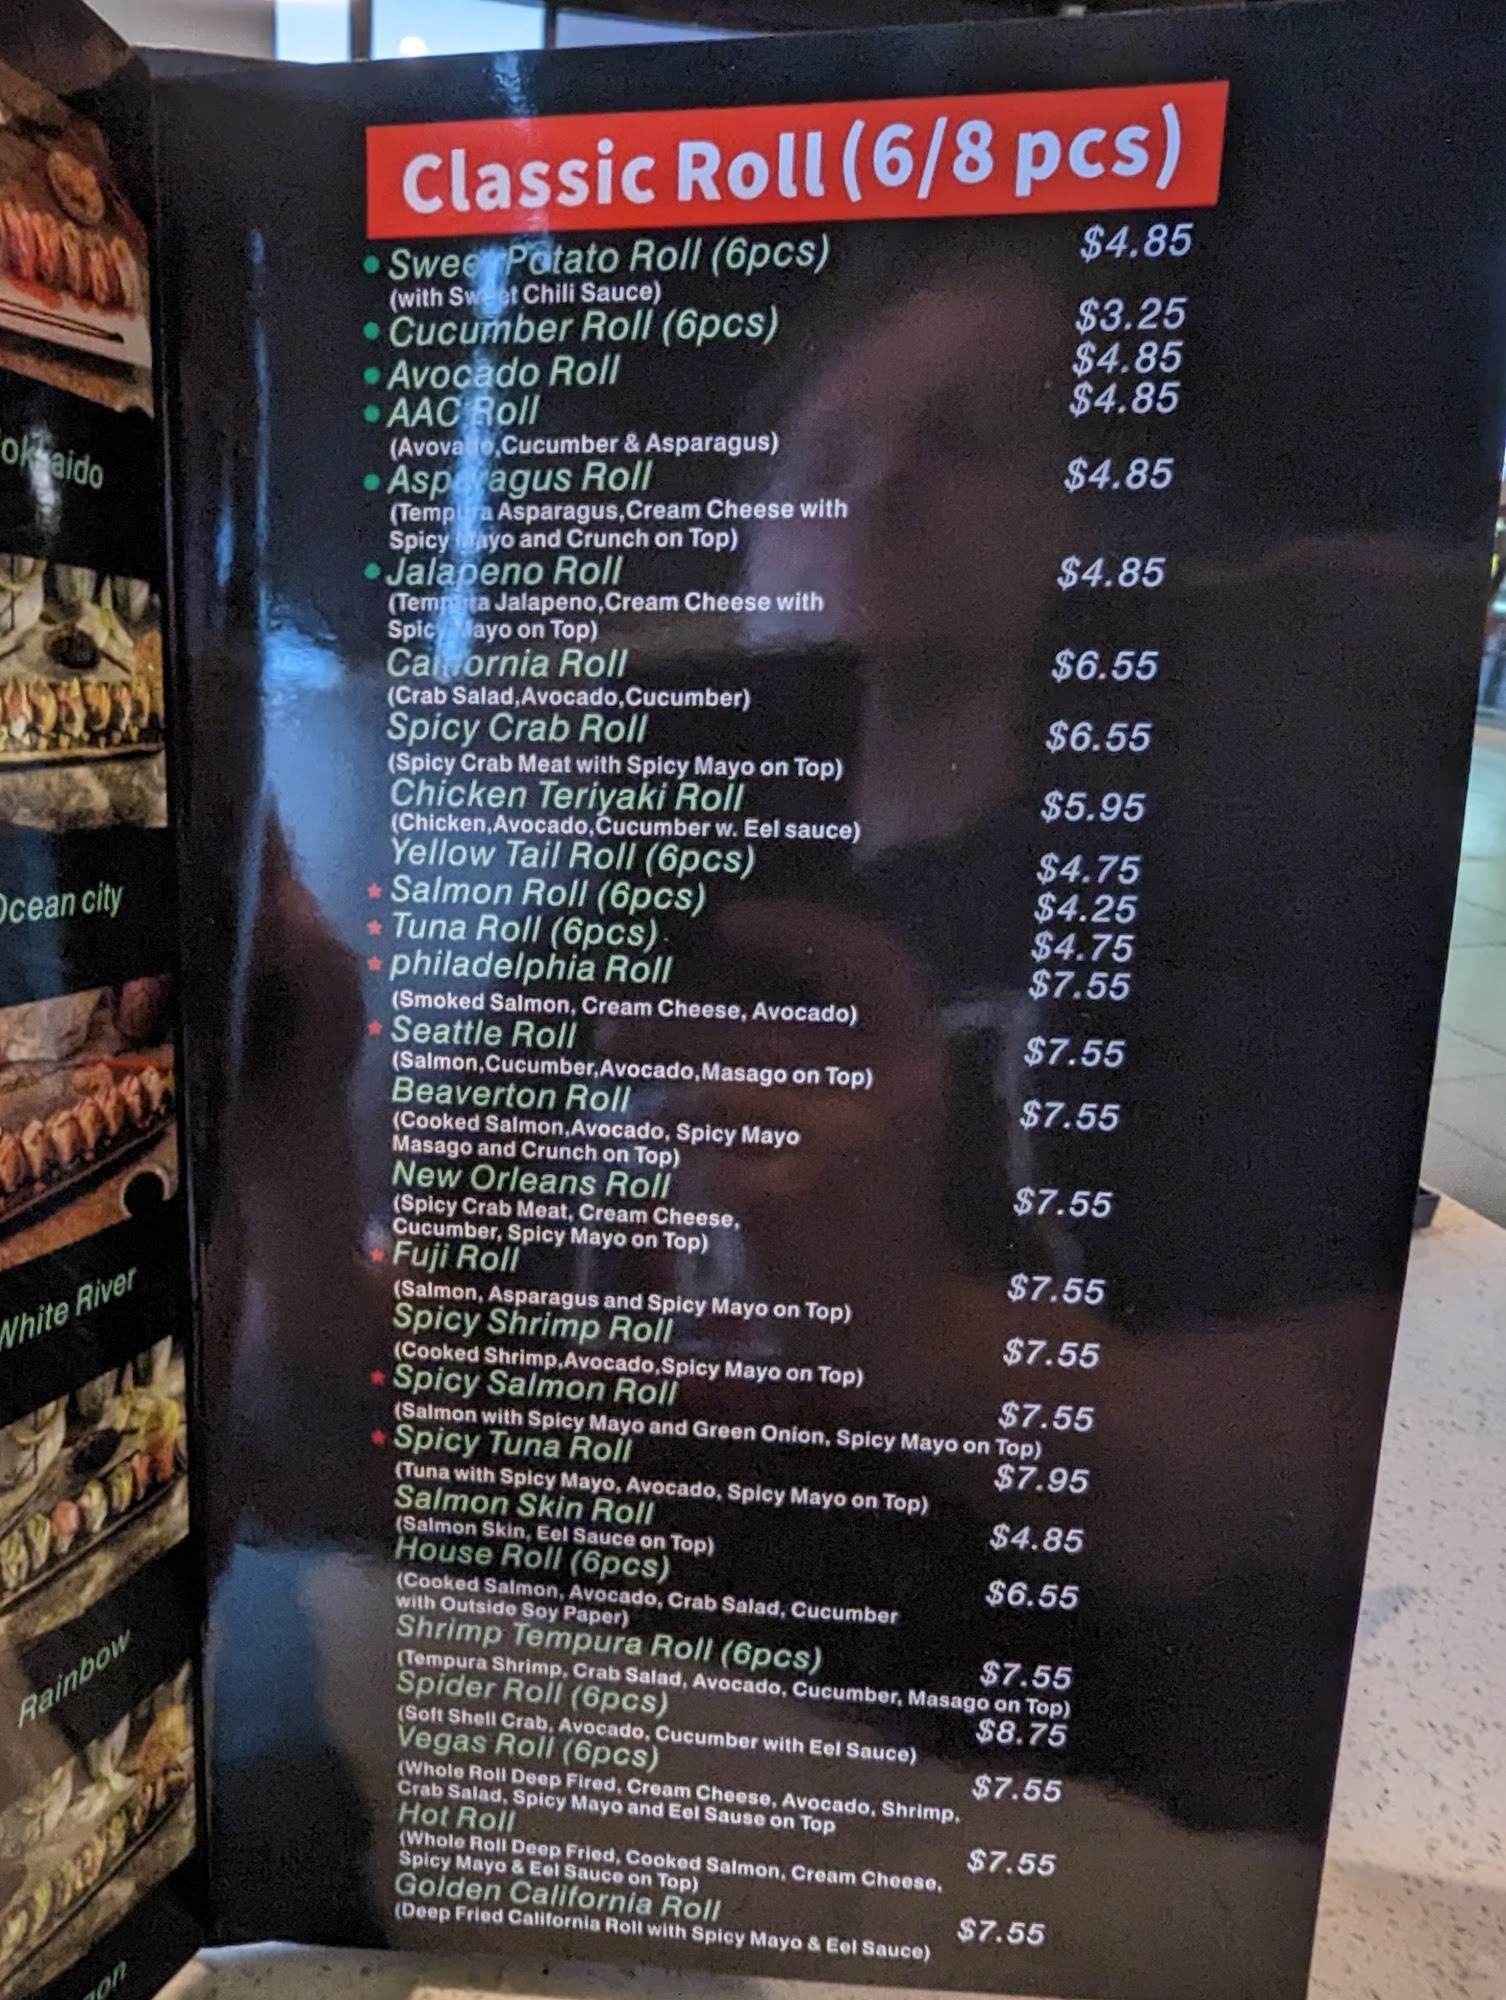 Classic Roll (6/8 pcs)
Sweet Potato Roll (6pcs) $4.85
(with Sweet Chili Sauce)
Cucumber Roll (6pcs) $3.25
Avocado Roll $4.85
AAC Roll $4.85
(Avovado,Cucumber & Asparagus)
Asparagus Roll $4.85
(Tempura Asparagus,Cream Cheese with
Spicy Mayo and Crunch on Top)
Jalapeno Roll $4.85
(Tempura Jalapeno,Cream Cheese with
Spicy Mayo on Top)
California Roll $6.55
(Crab Salad,Avocado,Cucumber)
Spicy Crab Roll $6.55
(Spicy Crab Meat with Spicy Mayo on Top)
Chicken Teriyaki Roll $5.95
(Chicken,Avocado,Cucumber w. Eel sauce)
Yellow Tail Roll (6pcs) $4.75
Salmon Roll (6pcs) $4.25
Tuna Roll (6pcs) $4.75
philadelphia Roll $7.55
(Smoked Salmon, Cream Cheese, Avocado)
Seattle Roll $7.55
(Salmon,Cucumber,Avocado,Masago on Top)
Beaverton Roll $7.55
(Cooked Salmon,Avocado, Spicy Mayo
Masago and Crunch on Top)
New Orleans Roll $7.55
(Spicy Crab Meat, Cream Cheese,
Cucumber, Spicy Mayo on Top)
Fuji Roll $7.55
(Salmon, Asparagus and Spicy Mayo on Top)
Spicy Shrimp Roll $7.55
(Cooked Shrimp,Avocado,Spicy Mayo on Top)
Spicy Salmon Roll $7.55
(Salmon with Spicy Mayo and Green Onion, Spicy Mayo on Top)
Spicy Tuna Roll $7.95
(Tuna with Spicy Mayo, Avocado, Spicy Mayo on Top)
Salmon Skin Roll $4.85
(Salmon Skin, Eel Sauce on Top)
House Roll (6pcs) $6.55
(Cooked Salmon, Avocado, Crab Salad, Cucumber
with Outside Soy Paper)
Shrimp Tempura Roll (6pcs) $7.55
(Tempura Shrimp, Crab Salad, Avocado, Cucumber, Masago on Top)
Spider Roll (6pcs) $8.75
(Soft Shell Crab, Avocado, Cucumber with Eel Sauce)
Vegas Roll (6pcs) $7.55
(Whole Roll Deep Fired, Cream Cheese, Avocado, Shrimp,
Crab Salad, Spicy Mayo and Eel Sause on Top
Hot Roll $7.55
(Whole Roll Deep Fried, Cooked Salmon, Cream Cheese,
Spicy Mayo & Eel Sauce on Top)
Golden California Roll $7.55
(Deep Fried California Roll with Spicy Mayo & Eel Sauce)
Ocean city
White River
Rainbow